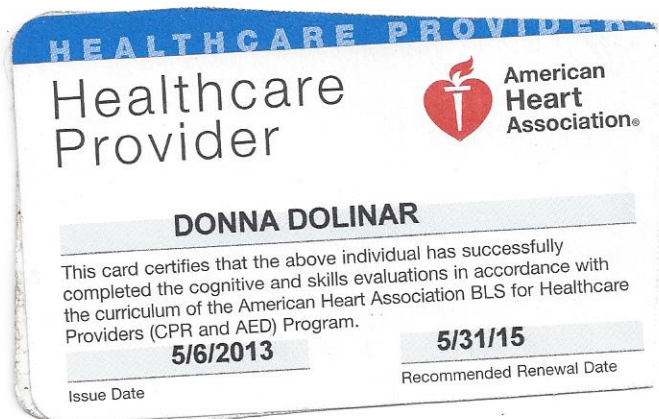 HEALTHCARE PROVIDER
Healthcare
Provider
American
Heart
Association®
DONNA DOLINAR
This card certifies that the above individual has successfully
completed the cognitive and skills evaluations in accordance with
the curriculum of the American Heart Association BLS for Healthcare
Providers (CPR and AED) Program.
5/6/2013
5/31/15
Issue Date
Recommended Renewal Date